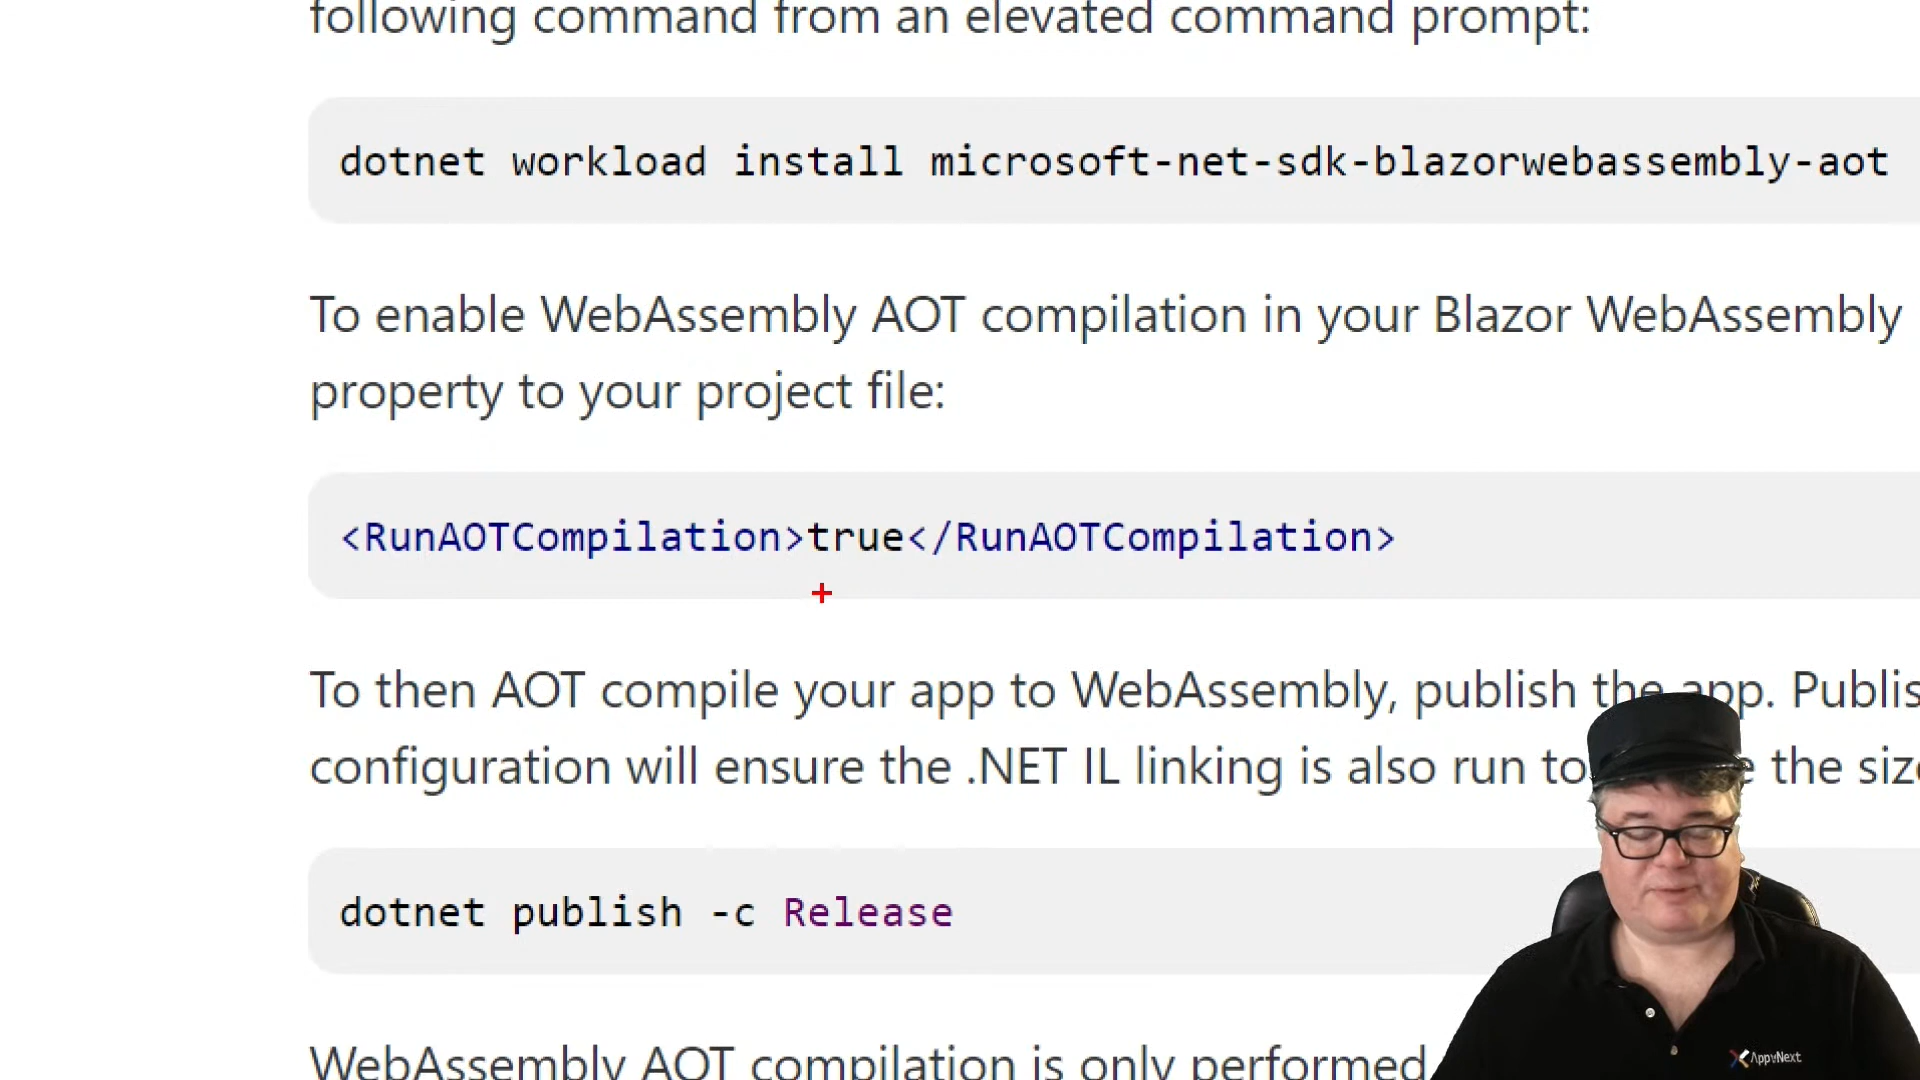 following command from an elevated command prompt:
dotnet workload install microsoft-net-sdk-blazorwebassembly-aot
To enable WebAssembly AOT compilation in your Blazor WebAssembly
property to your project file:
<RunAOTCompilation>true</RunAOTCompilation>
To then AOT compile your app to WebAssembly, publish the app. Publis
configuration will ensure the .NET IL linking is also run to the siz
dotnet publish -c Release
WebAssembly AOT compilation is only performed
AppvNext